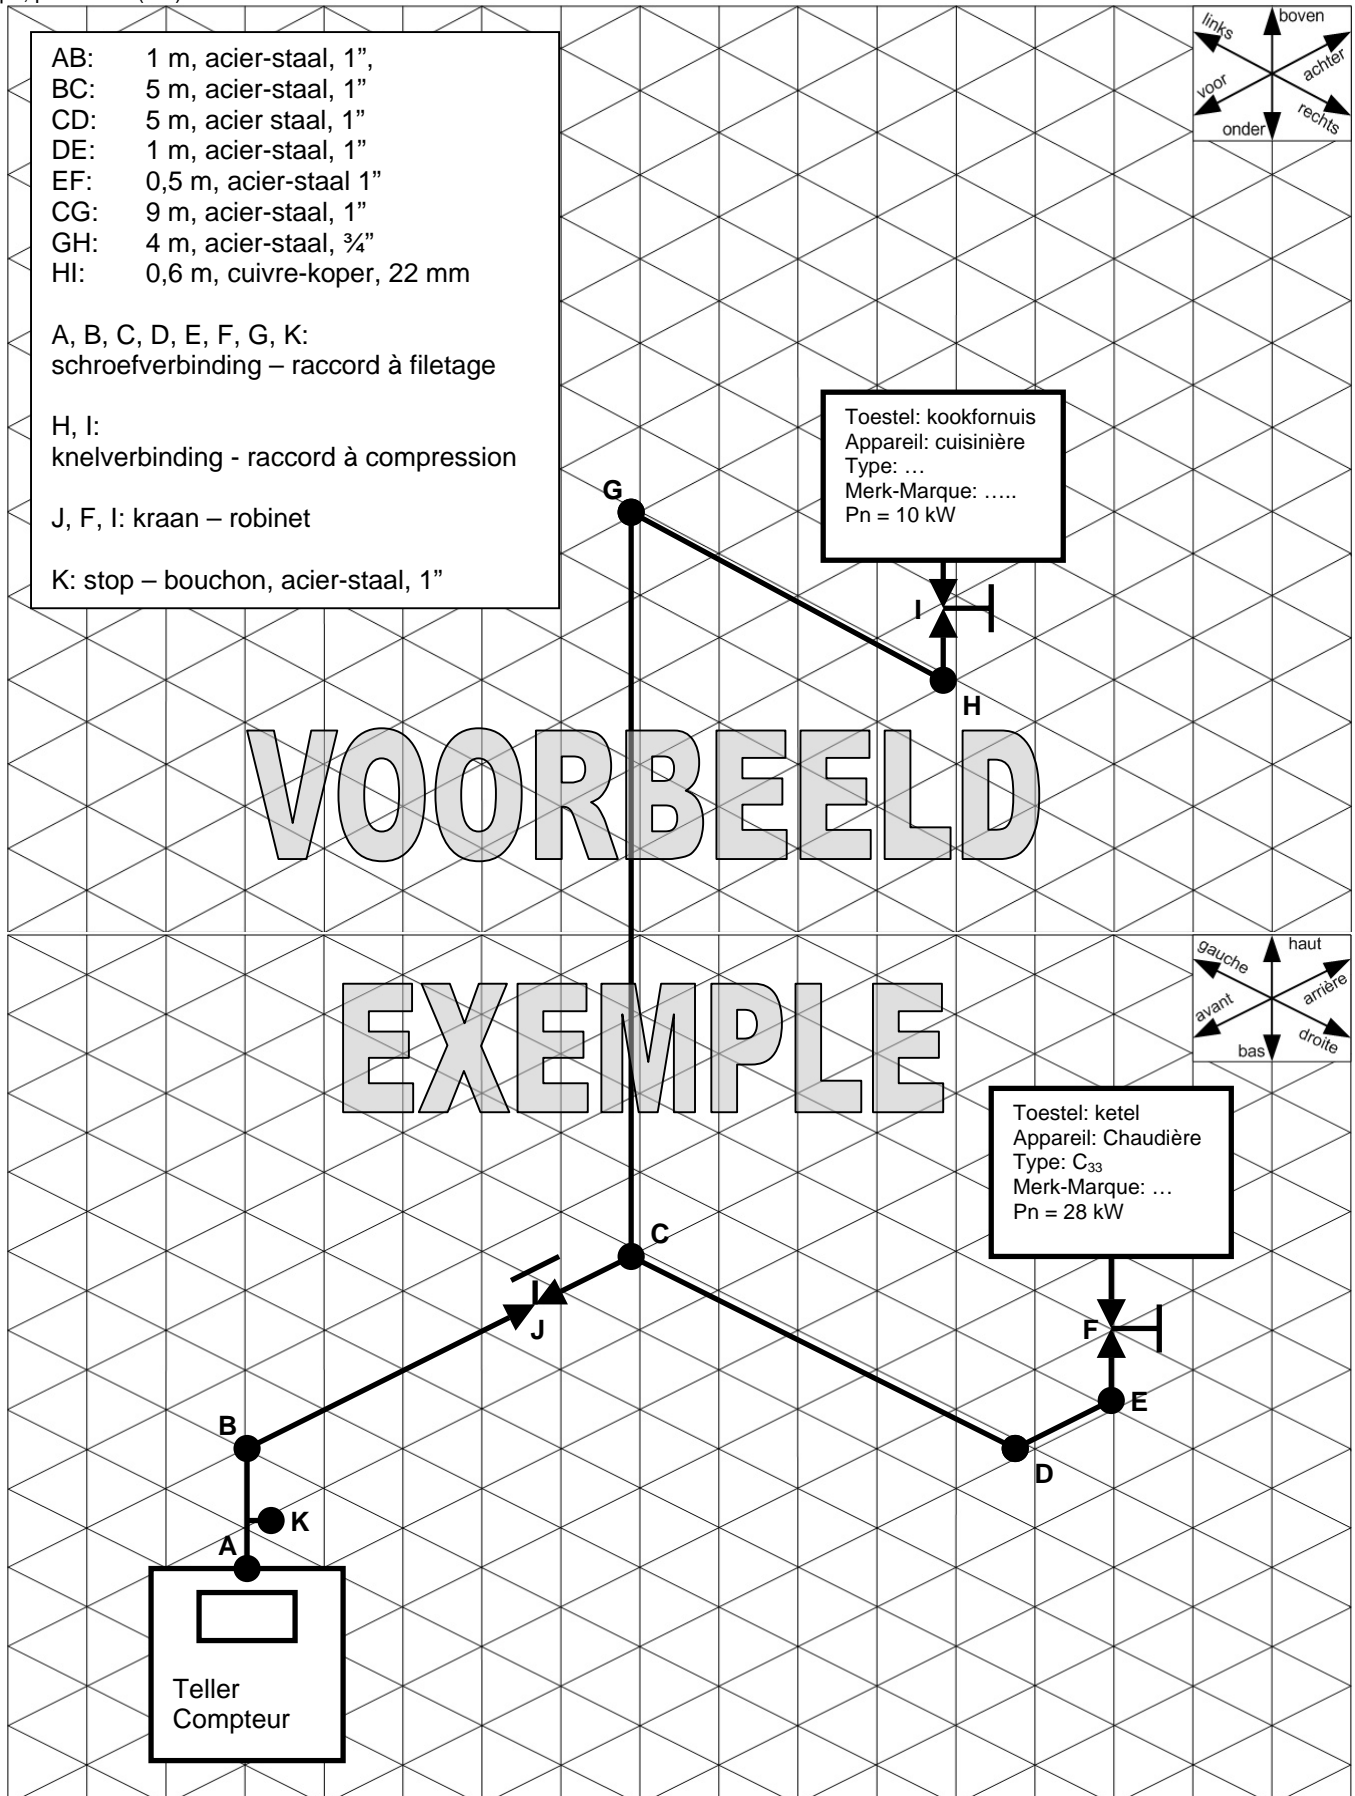 AB: 1 m, acier-staal, 1”,
BC: 5 m, acier-staal, 1”
CD: 5 m, acier staal, 1”
DE: 1 m, acier-staal, 1”
EF: 0,5 m, acier-staal 1”
CG: 9 m, acier-staal, 1”
GH: 4 m, acier-staal, ¾”
HI: 0,6 m, cuivre-koper, 22 mm
A, B, C, D, E, F, G, K:
schroefverbinding – raccord à filetage
H, I:
knelverbinding - raccord à compression
J, F, I: kraan – robinet
K: stop – bouchon, acier-staal, 1”
boven
links
achter
voor
rechts
onder
Toestel: kookfornuis
Appareil: cuisinière
Type: …
Merk-Marque: …..
Pn = 10 kW
G
I
H
VOORBEELD
haut
gauche
arrière
avant
droite
bas
EXEMPLE
Toestel: ketel
Appareil: Chaudière
Type: C₃₃
Merk-Marque: …
Pn = 28 kW
C
J
F
E
B
D
K
A
Teller
Compteur